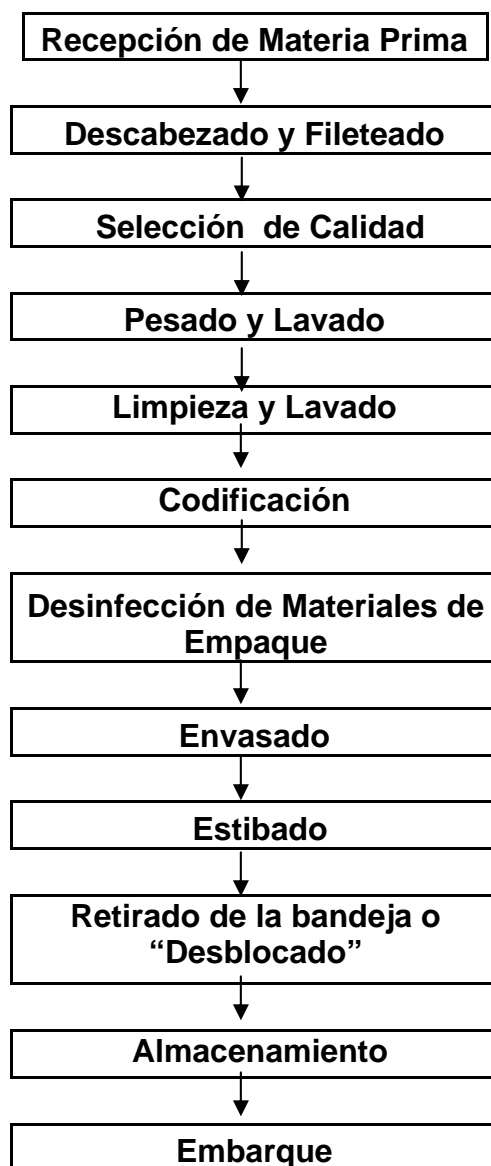 Recepción de Materia Prima
Descabezado y Fileteado
Selección de Calidad
Pesado y Lavado
Limpieza y Lavado
Codificación
Desinfección de Materiales de
Empaque
Envasado
Estibado
Retirado de la bandeja o
“Desblocado”
Almacenamiento
Embarque